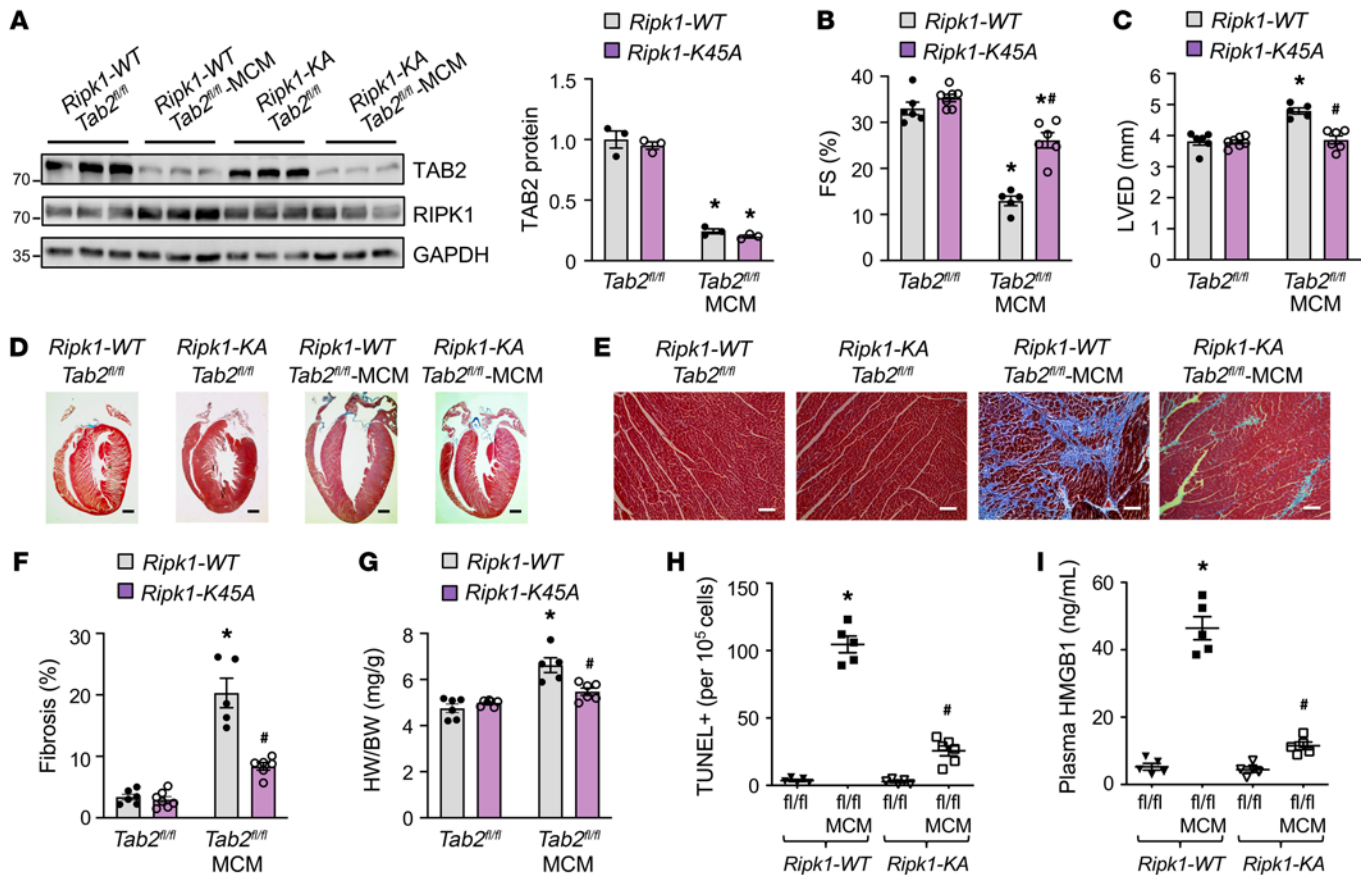 A
Ripk1-WT
Tab2fl/fl
Ripk1-WT
Tab2fl/fl-MCM
Ripk1-KA
Tab2fl/fl
Ripk1-KA
Tab2fl/fl-MCM
70
TAB2
70
RIPK1
35
GAPDH
Ripk1-WT
Ripk1-K45A
TAB2 protein
1.5
1.0
0.5
0
* *
Tab2fl/fl
Tab2fl/fl
MCM
B
Ripk1-WT
Ripk1-K45A
FS (%)
40
30
20
10
0
* *#
Tab2fl/fl
Tab2fl/fl
MCM
C
Ripk1-WT
Ripk1-K45A
LVED (mm)
6
4
2
0
* #
Tab2fl/fl
Tab2fl/fl
MCM
D
Ripk1-WT
Tab2fl/fl
Ripk1-KA
Tab2fl/fl
Ripk1-WT
Tab2fl/fl-MCM
Ripk1-KA
Tab2fl/fl-MCM
E
Ripk1-WT
Tab2fl/fl
Ripk1-KA
Tab2fl/fl
Ripk1-WT
Tab2fl/fl-MCM
Ripk1-KA
Tab2fl/fl-MCM
F
Ripk1-WT
Ripk1-K45A
Fibrosis (%)
30
20
10
0
* #
Tab2fl/fl
Tab2fl/fl
MCM
G
Ripk1-WT
Ripk1-K45A
HW/BW (mg/g)
8
6
4
2
0
* #
Tab2fl/fl
Tab2fl/fl
MCM
H
TUNEL+ (per 10⁵ cells)
150
100
50
0
* #
fl/fl fl/fl fl/fl fl/fl
MCM MCM
Ripk1-WT Ripk1-KA
I
Plasma HMGB1 (ng/mL)
60
40
20
0
* #
fl/fl fl/fl fl/fl fl/fl
MCM MCM
Ripk1-WT Ripk1-KA